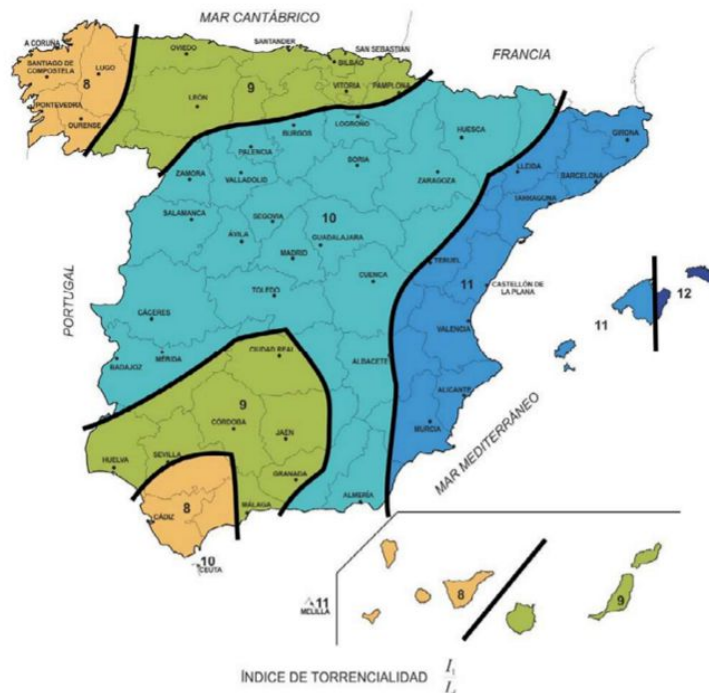 MAR CANTÁBRICO
FRANCIA
A CORUÑA
SANTIAGO DE
COMPOSTELA
LUGO
8
PONTEVEDRA
OURENSE
OVIEDO
SANTANDER
SAN SEBASTIÁN
BILBAO
VITORIA
PAMPLONA
LEÓN
9
BURGOS
LOGROÑO
HUESCA
PALENCIA
ZAMORA
VALLADOLID
SORIA
ZARAGOZA
LLEIDA
GIRONA
BARCELONA
TARRAGONA
SALAMANCA
SEGOVIA
10
ÁVILA
GUADALAJARA
MADRID
TERUEL
CUENCA
TOLEDO
11
CASTELLÓN DE
LA PLANA
12
11
PORTUGAL
CÁCERES
VALENCIA
BADAJOZ
MÉRIDA
CIUDAD REAL
ALBACETE
ALICANTE
MURCIA
MAR MEDITERRÁNEO
9
CÓRDOBA
JAÉN
HUELVA
SEVILLA
GRANADA
8
CÁDIZ
MÁLAGA
ALMERÍA
10
CEUTA
11
MELILLA
8
9
ÍNDICE DE TORRENCIALIDAD I₁
I_d